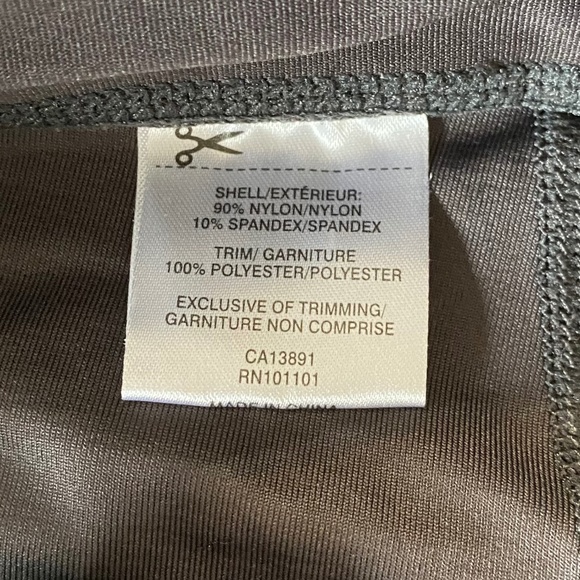 SHELL/EXTÉRIEUR:
90% NYLON/NYLON
10% SPANDEX/SPANDEX
TRIM/ GARNITURE
100% POLYESTER/POLYESTER
EXCLUSIVE OF TRIMMING/
GARNITURE NON COMPRISE
CA13891
RN101101
MADE IN CHINA